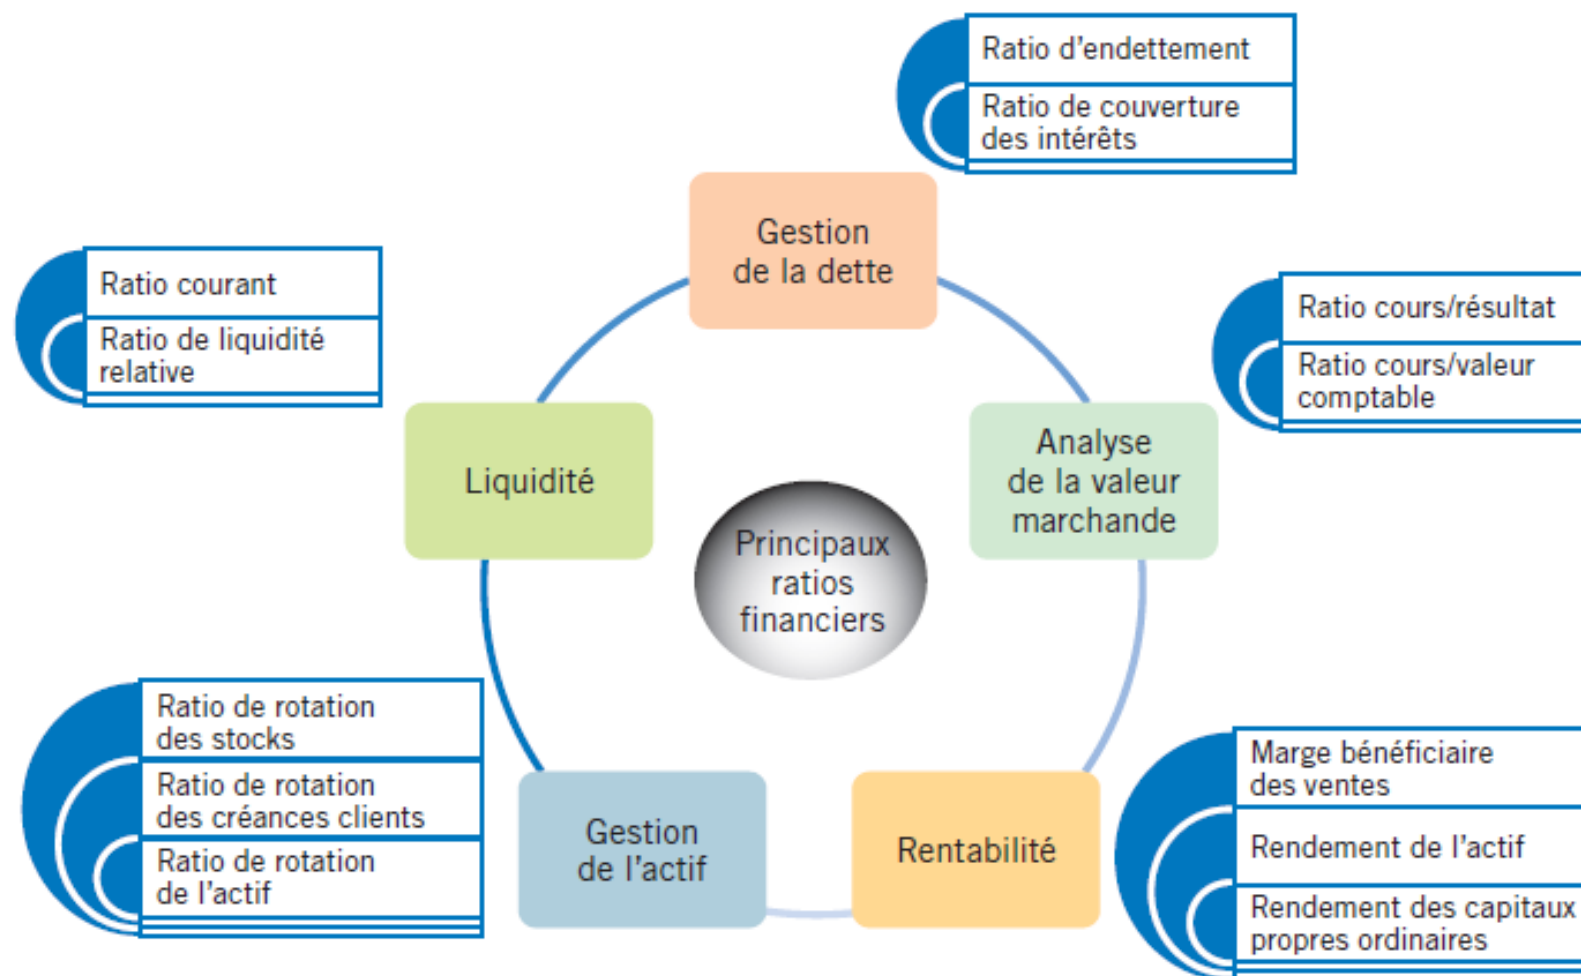 Ratio d'endettement
Ratio de couverture
des intérêts
Gestion
de la dette
Ratio courant
Ratio de liquidité
relative
Ratio cours/résultat
Ratio cours/valeur
comptable
Liquidité
Analyse
de la valeur
marchande
Principaux
ratios
financiers
Ratio de rotation
des stocks
Ratio de rotation
des créances clients
Ratio de rotation
de l'actif
Gestion
de l'actif
Rentabilité
Marge bénéficiaire
des ventes
Rendement de l'actif
Rendement des capitaux
propres ordinaires